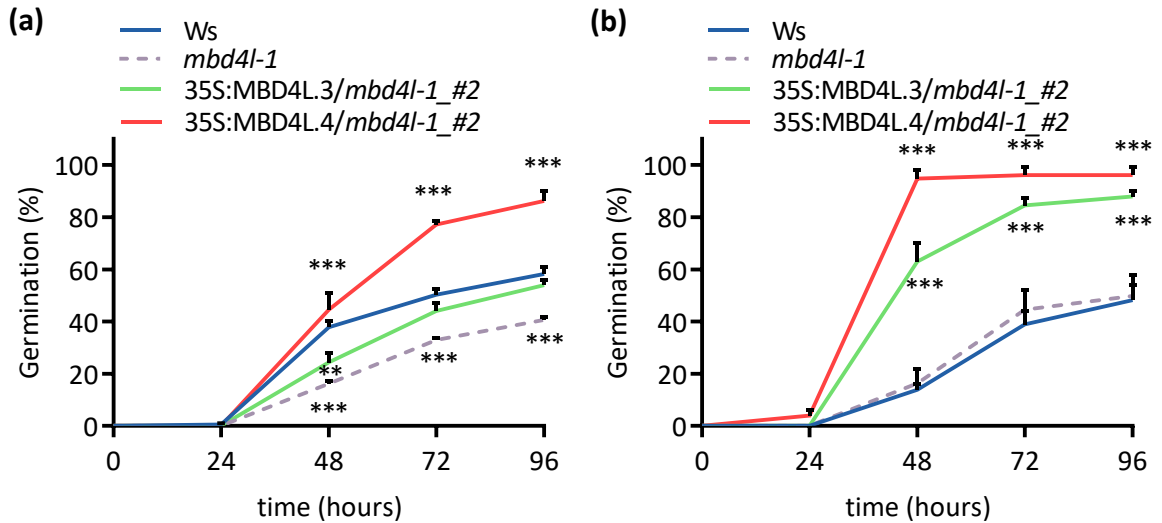 (a)
Ws
mbd4l-1
35S:MBD4L.3/mbd4l-1_#2
35S:MBD4L.4/mbd4l-1_#2
Germination (%)
100
80
60
40
20
0
***
***
***
**
***
***
***
0 24 48 72 96
time (hours)
(b)
Ws
mbd4l-1
35S:MBD4L.3/mbd4l-1_#2
35S:MBD4L.4/mbd4l-1_#2
Germination (%)
100
80
60
40
20
0
*** *** ***
***
***
***
0 24 48 72 96
time (hours)